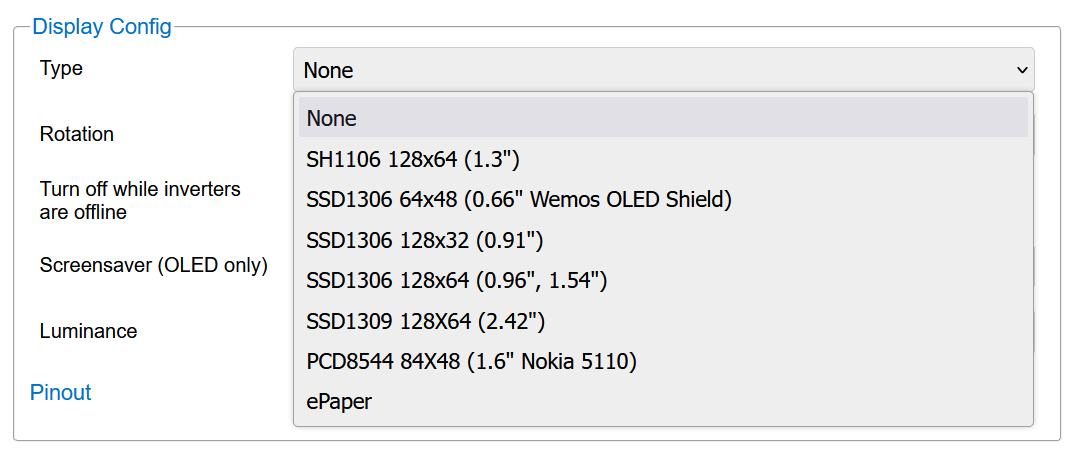 Display Config
Type
None
None
Rotation
SH1106 128x64 (1.3")
Turn off while inverters
are offline
SSD1306 64x48 (0.66" Wemos OLED Shield)
SSD1306 128x32 (0.91")
Screensaver (OLED only)
SSD1306 128x64 (0.96", 1.54")
Luminance
SSD1309 128X64 (2.42")
PCD8544 84X48 (1.6" Nokia 5110)
Pinout
ePaper